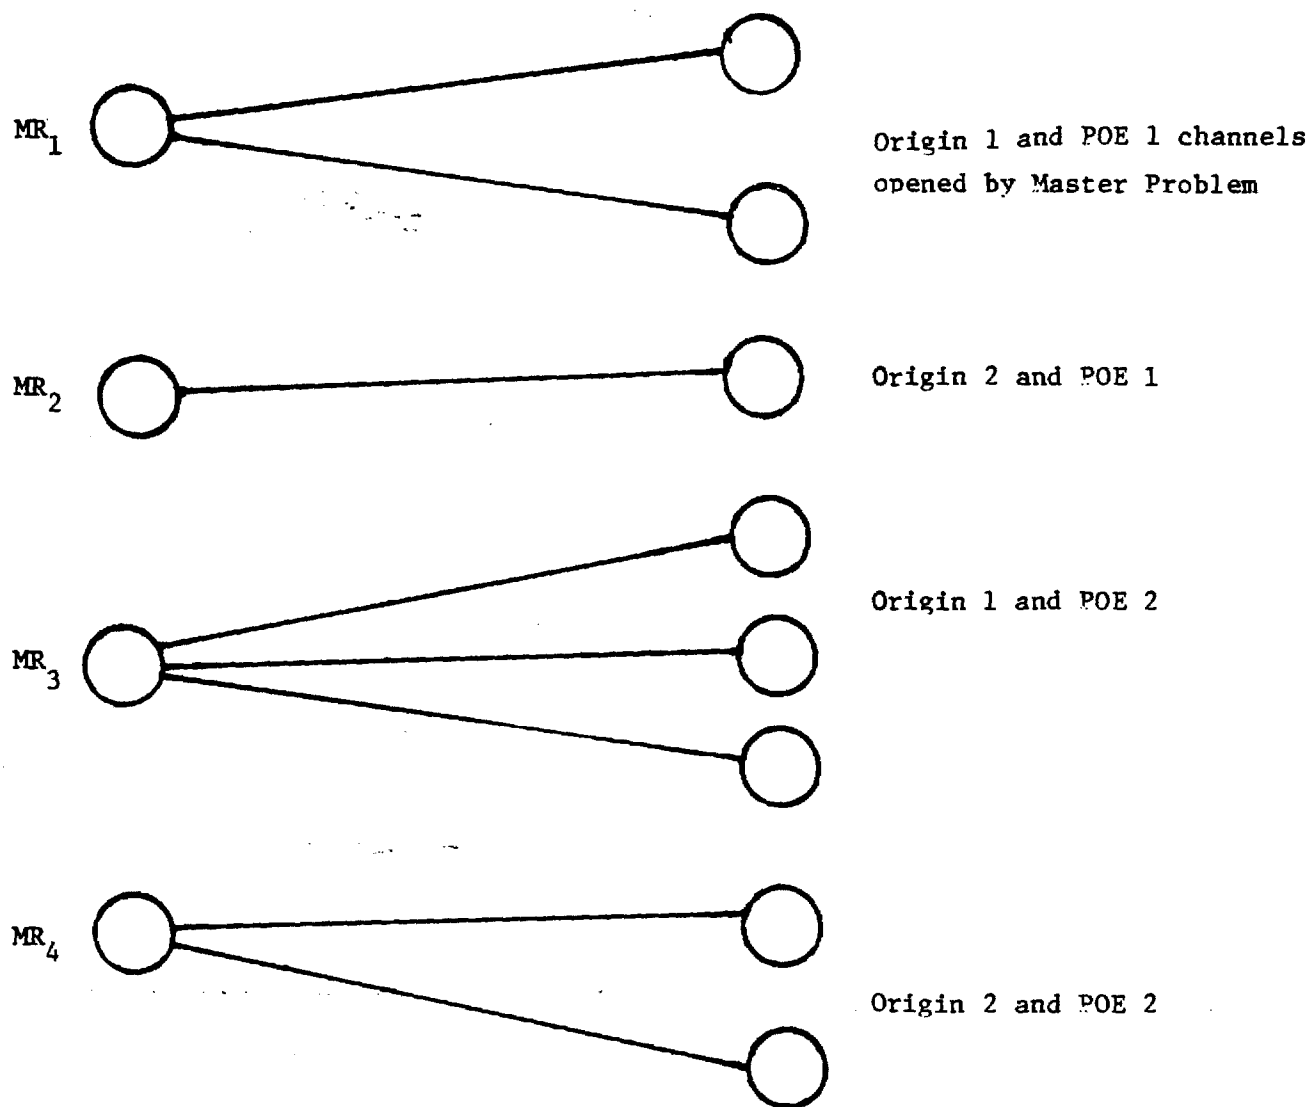 MR1
Origin 1 and POE 1 channels
opened by Master Problem
MR2
Origin 2 and POE 1
MR3
Origin 1 and POE 2
MR4
Origin 2 and POE 2